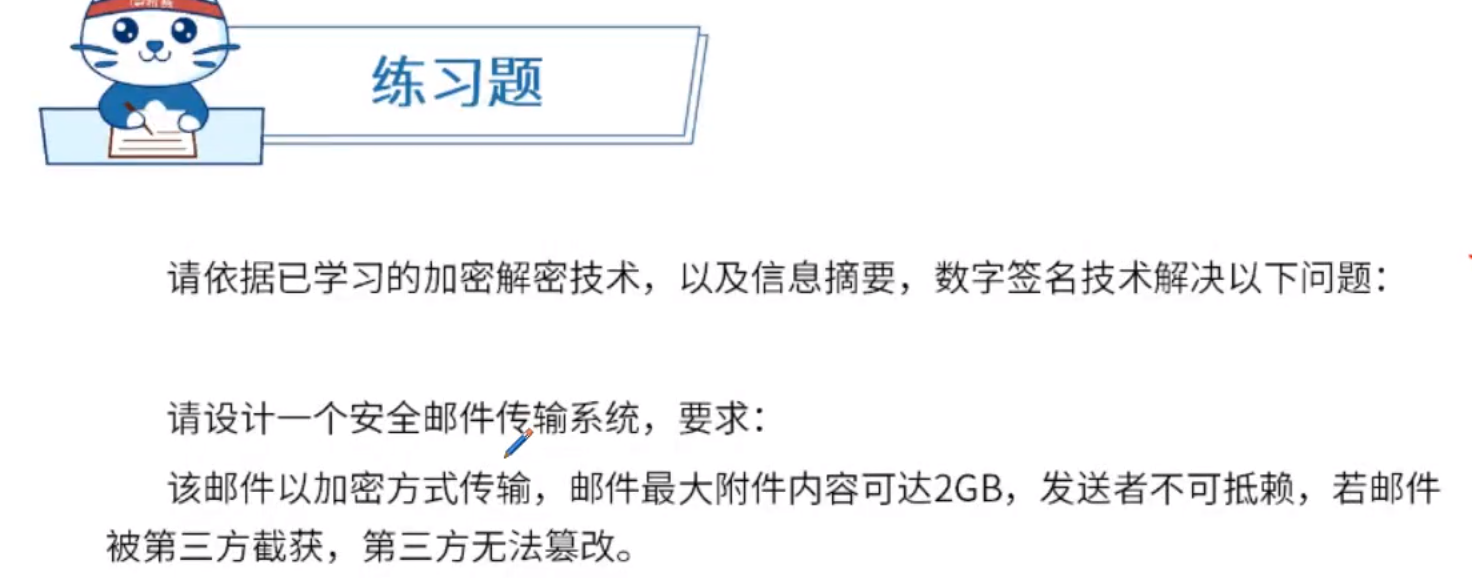 练习题
请依据已学习的加密解密技术，以及信息摘要，数字签名技术解决以下问题：
请设计一个安全邮件传输系统，要求：
该邮件以加密方式传输，邮件最大附件内容可达2GB，发送者不可抵赖，若邮件
被第三方截获，第三方无法篡改。